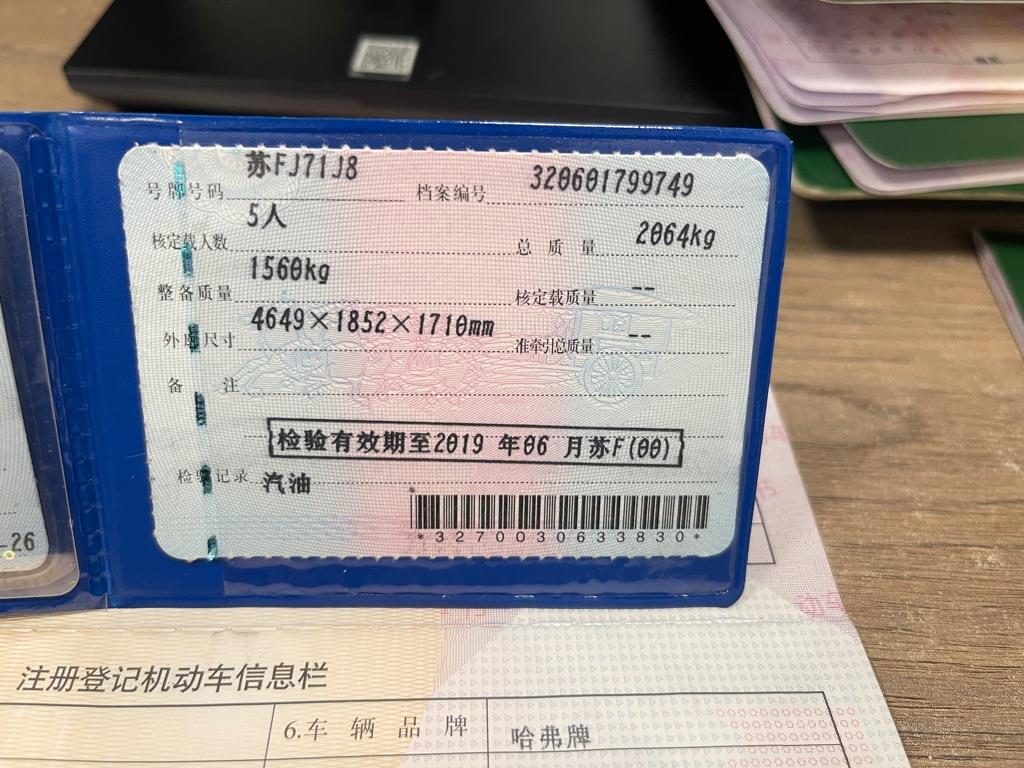 号牌号码 苏FJ71J8 档案编号 320601799749
核定载人数 5人 总质量 2064kg
整备质量 1560kg 核定载质量 --
外廓尺寸 4649×1852×1710mm 准牵引总质量 --
备注
检验有效期至2019 年06 月苏F(00)
检验记录 汽油
*3270030633830*
-26
注册登记机动车信息栏
6.车辆品牌 哈弗牌